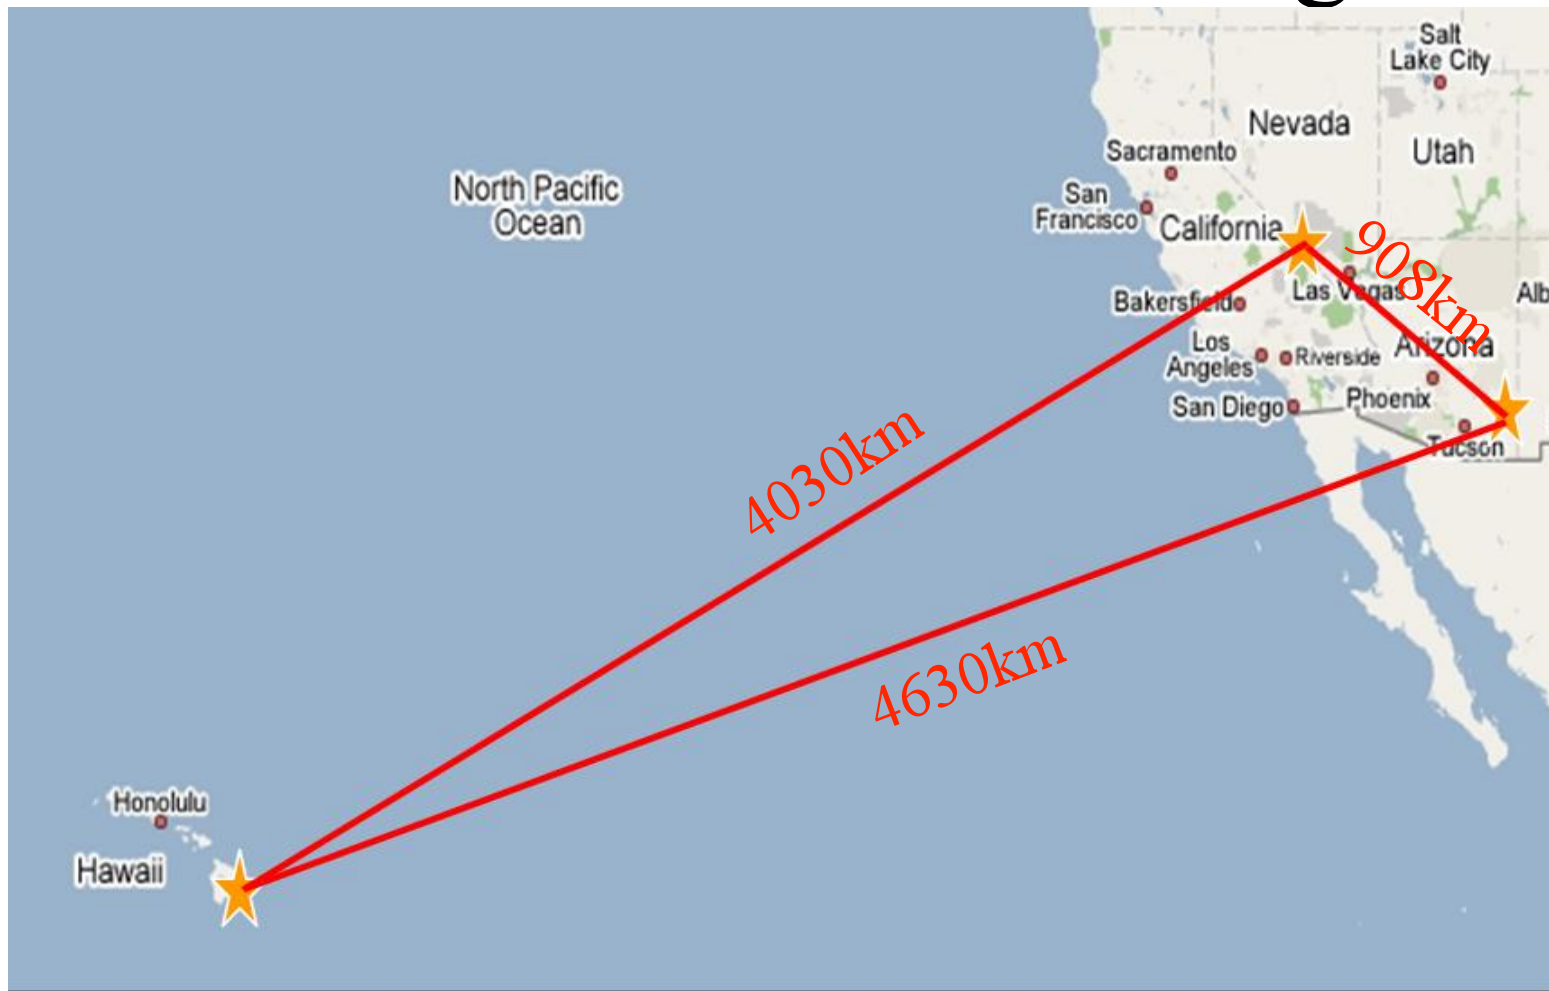 Salt
Lake City
Nevada
Utah
Sacramento
North Pacific
Ocean
San
Francisco
California
908km
Las Vegas
Bakersfield
Alb
Los
Angeles
Riverside
Arizona
San Diego
Phoenix
Tucson
4030km
4630km
Honolulu
Hawaii